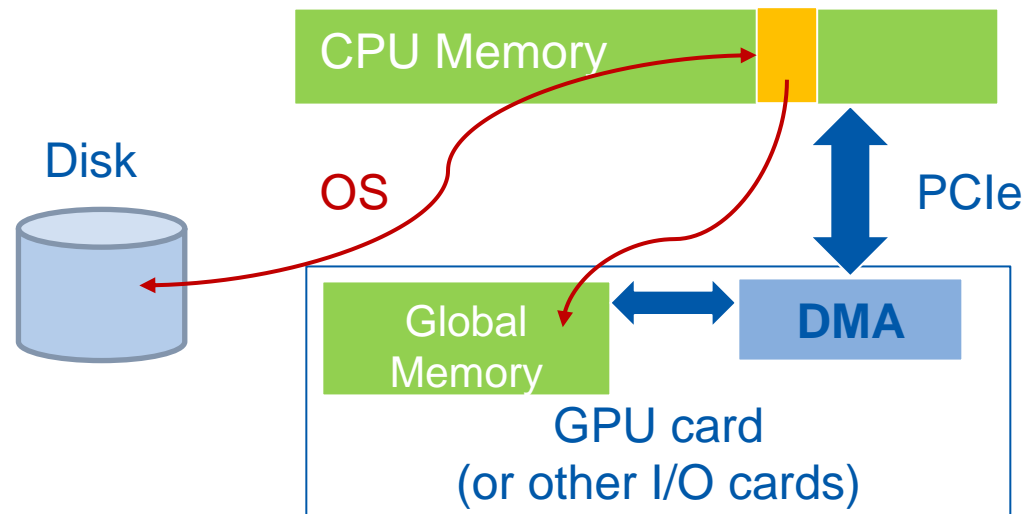 CPU Memory
Disk
OS
PCIe
Global
Memory
DMA
GPU card
(or other I/O cards)